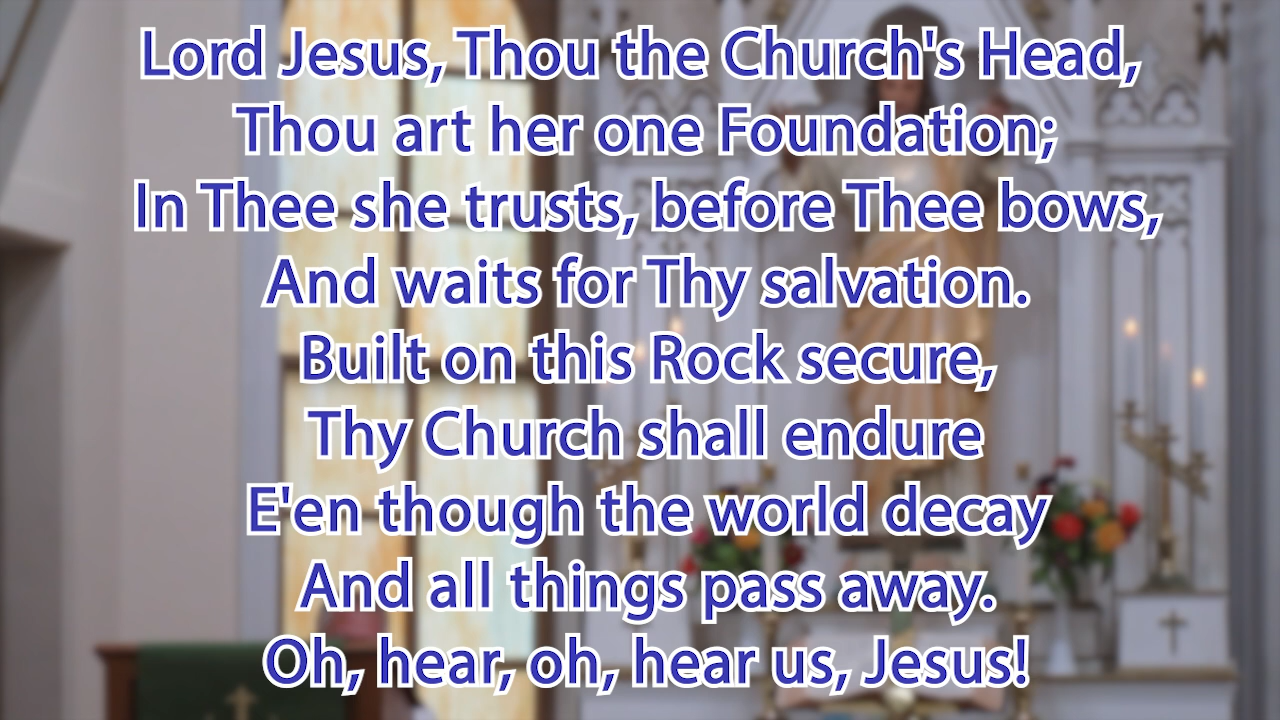 Lord Jesus, Thou the Church's Head,
Thou art her one Foundation;
In Thee she trusts, before Thee bows,
And waits for Thy salvation.
Built on this Rock secure,
Thy Church shall endure
E'en though the world decay
And all things pass away.
Oh, hear, oh, hear us, Jesus!